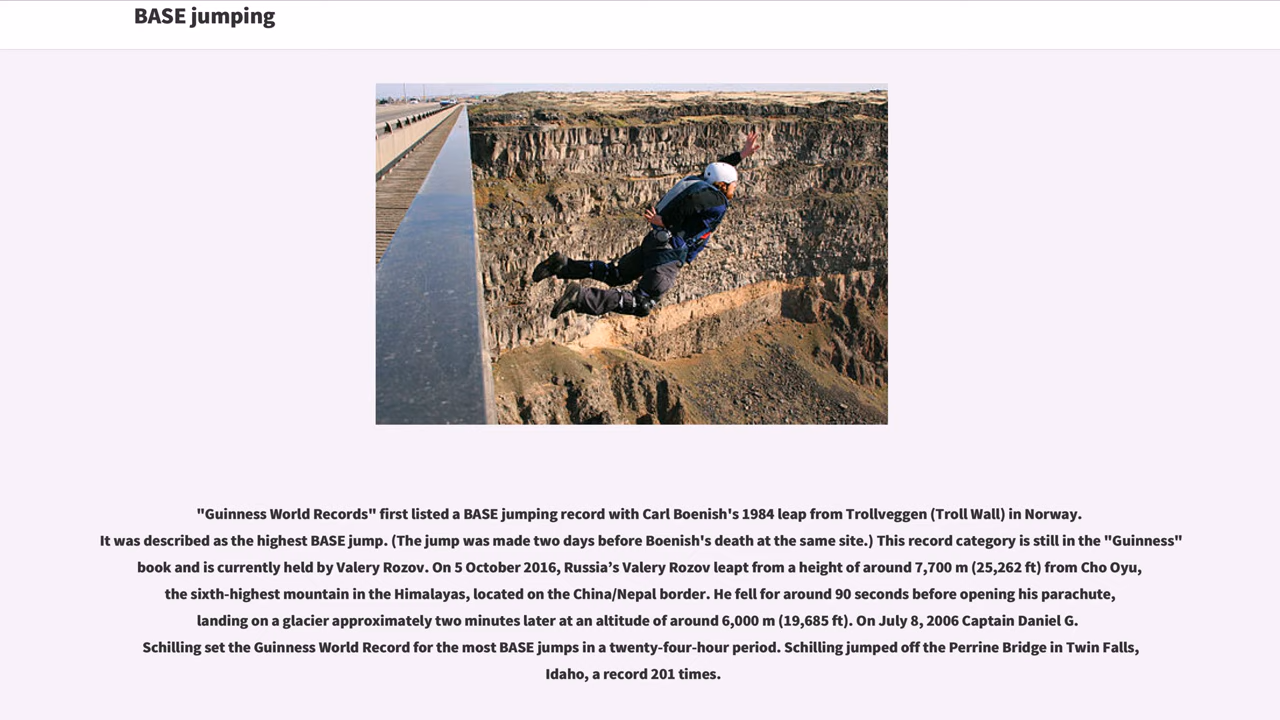 BASE jumping
"Guinness World Records" first listed a BASE jumping record with Carl Boenish's 1984 leap from Trollveggen (Troll Wall) in Norway.
It was described as the highest BASE jump. (The jump was made two days before Boenish's death at the same site.) This record category is still in the "Guinness"
book and is currently held by Valery Rozov. On 5 October 2016, Russia’s Valery Rozov leapt from a height of around 7,700 m (25,262 ft) from Cho Oyu,
the sixth-highest mountain in the Himalayas, located on the China/Nepal border. He fell for around 90 seconds before opening his parachute,
landing on a glacier approximately two minutes later at an altitude of around 6,000 m (19,685 ft). On July 8, 2006 Captain Daniel G.
Schilling set the Guinness World Record for the most BASE jumps in a twenty-four-hour period. Schilling jumped off the Perrine Bridge in Twin Falls,
Idaho, a record 201 times.